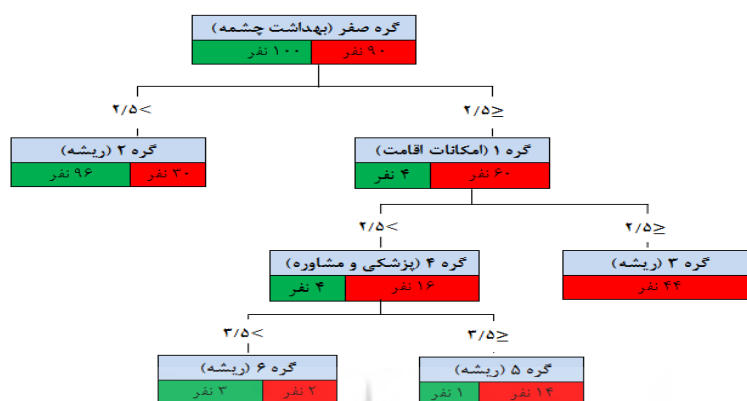 گره صفر (بهداشت چشمه)
۹۰ نفر
۱۰۰ نفر
۲/۵≥
۲/۵<
گره ۱ (امکانات اقامت)
۶۰ نفر
۴ نفر
گره ۲ (ریشه)
۳۰ نفر
۹۶ نفر
۲/۵≥
۲/۵<
گره ۳ (ریشه)
۴۴ نفر
گره ۴ (پزشکی و مشاوره)
۱۶ نفر
۴ نفر
۳/۵≥
۳/۵<
گره ۵ (ریشه)
۱۴ نفر
۱ نفر
گره ۶ (ریشه)
۲ نفر
۳ نفر